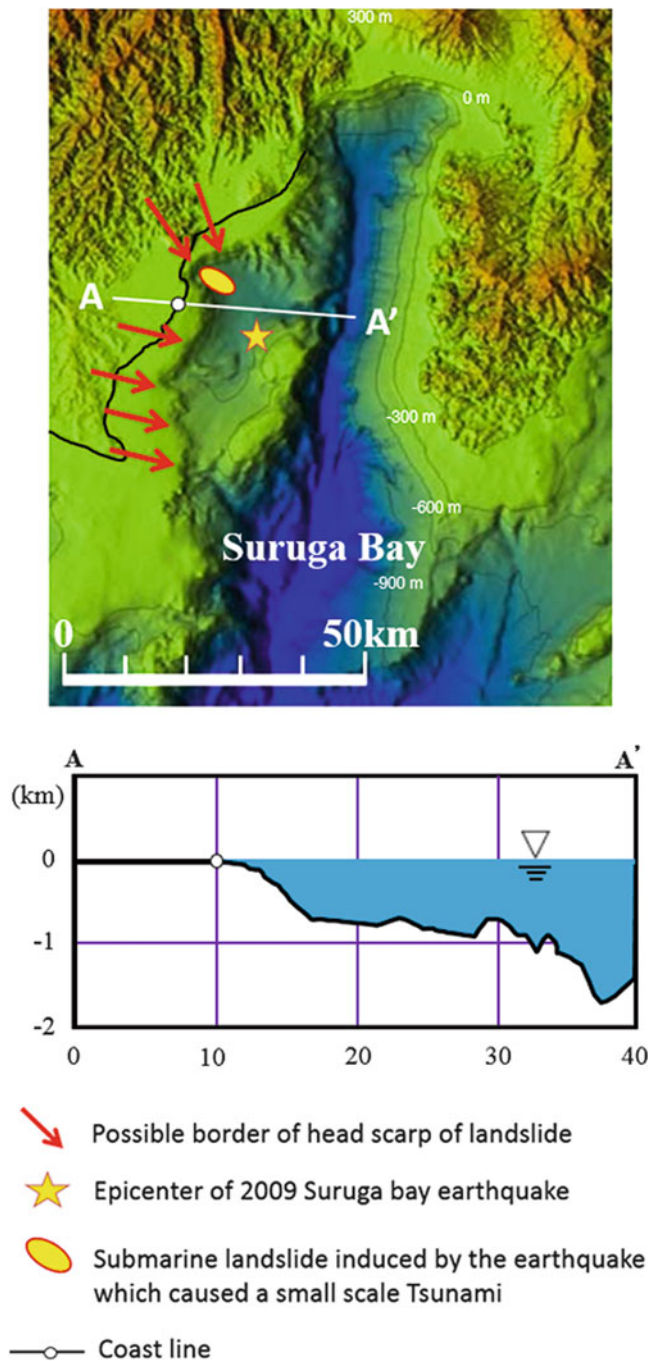 300 m
0 m
A
A'
-300 m
-600 m
Suruga Bay
-900 m
0
50km
A
A'
(km)
0
-1
-2
0
10
20
30
40
Possible border of head scarp of landslide
Epicenter of 2009 Suruga bay earthquake
Submarine landslide induced by the earthquake
which caused a small scale Tsunami
Coast line